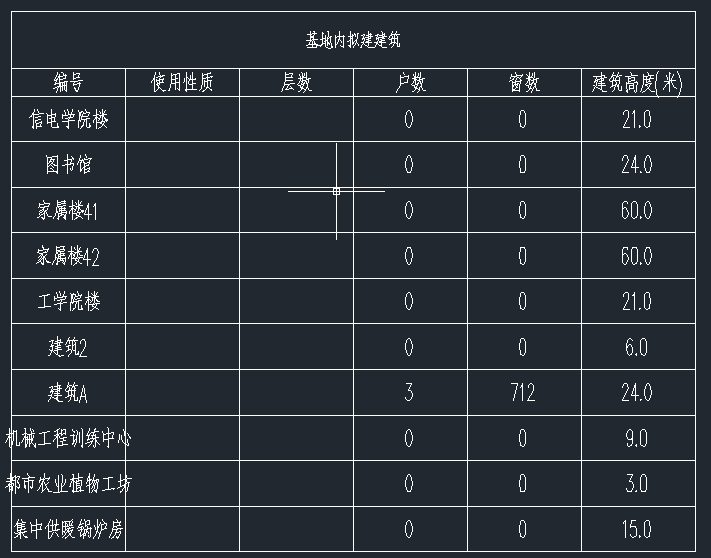 基地内拟建建筑
编号 使用性质 层数 户数 窗数 建筑高度(米)
信电学院楼 0 0 21.0
图书馆 0 0 24.0
家属楼41 0 0 60.0
家属楼42 0 0 60.0
工学院楼 0 0 21.0
建筑2 0 0 6.0
建筑A 3 712 24.0
机械工程训练中心 0 0 9.0
都市农业植物工坊 0 0 3.0
集中供暖锅炉房 0 0 15.0